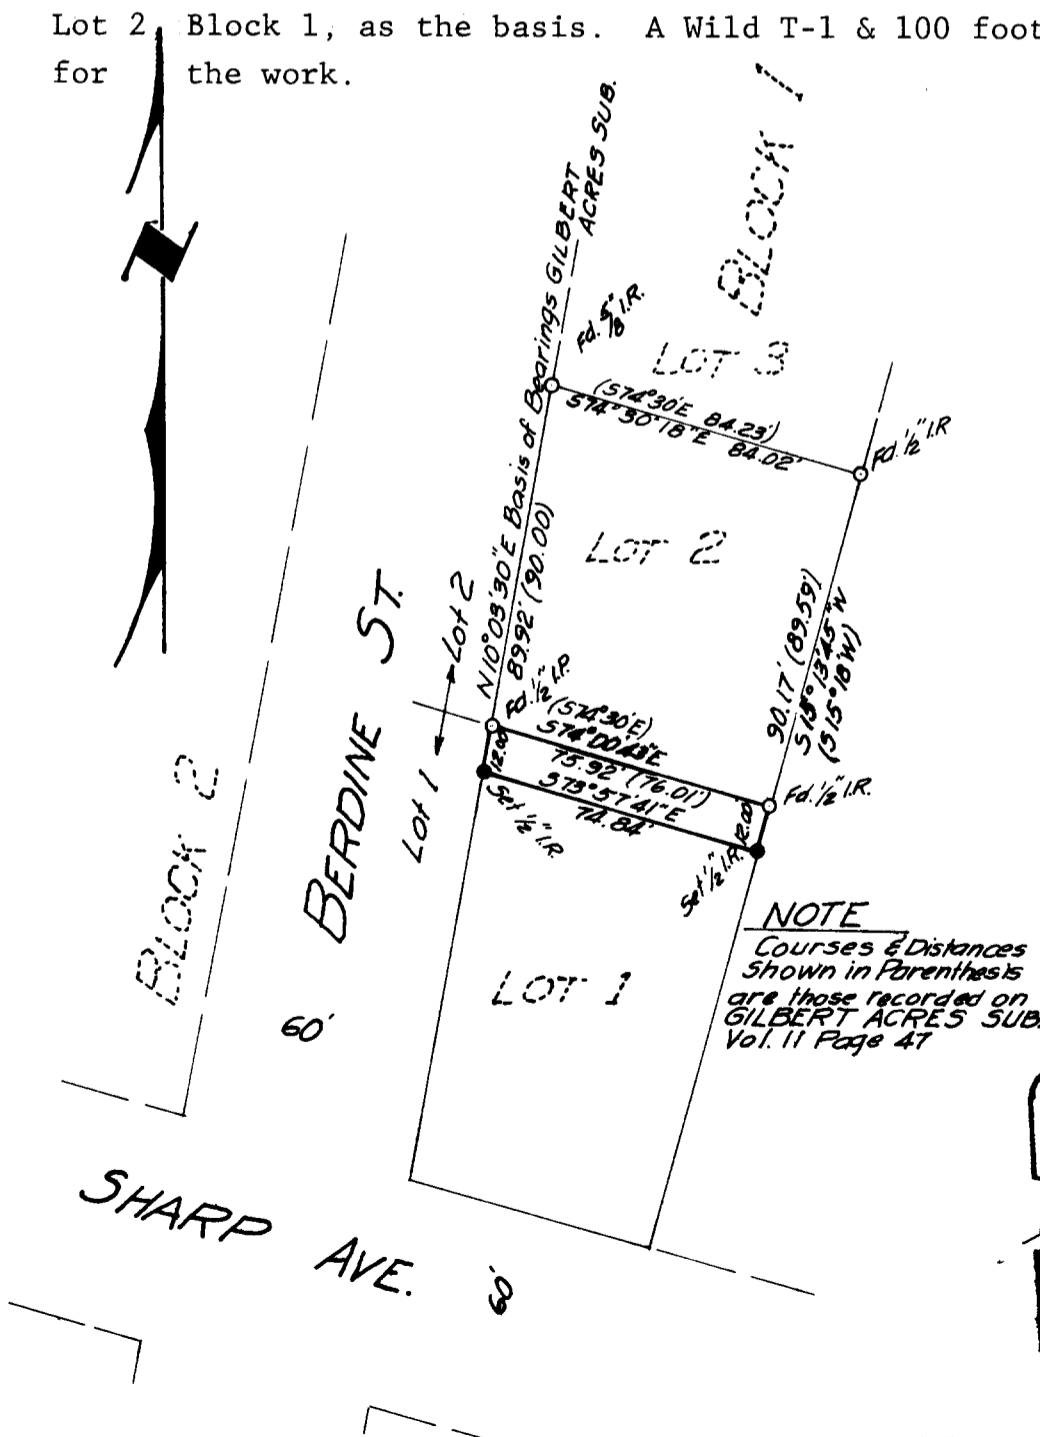 Lot 2, Block 1, as the basis. A Wild T-1 & 100 foot
for the work.
BLOCK 1
N10°03'30"E Basis of Bearings GILBERT
ACRES SUB.
Fd. 5/8" I.R.
LOT 3
(S74°30'E 84.23')
S74°30'18"E 84.02'
Fd. 1/2" I.R
LOT 2
89.92' (90.00)
90.17' (89.59')
S15°13'45"W
(S15°18'W)
Lot 2
Lot 1
Fd. 1/2" I.P.
(S74°30'E)
S74°00'43"E
75.92' (76.01')
S73°57'41"E
74.84'
12.00'
12.00'
Fd. 1/2" I.R.
Set 1/2" I.R.
Set 1/2" I.R.
BERDINE ST.
BLOCK 2
60'
LOT 1
NOTE
Courses & Distances
Shown in Parenthesis
are those recorded on
GILBERT ACRES SUB.
Vol. 11 Page 47
SHARP AVE.
60'